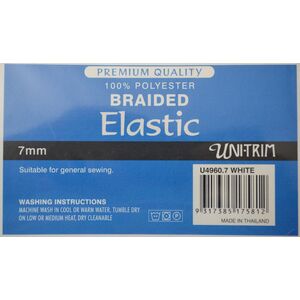 PREMIUM QUALITY
100% POLYESTER
BRAIDED
Elastic
7mm
UNI-TRIM
Suitable for general sewing.
U4960.7 WHITE
WASHING INSTRUCTIONS
MACHINE WASH IN COOL OR WARM WATER, TUMBLE DRY
ON LOW OR MEDIUM HEAT, DRY CLEANABLE
9 317385 175812
MADE IN THAILAND